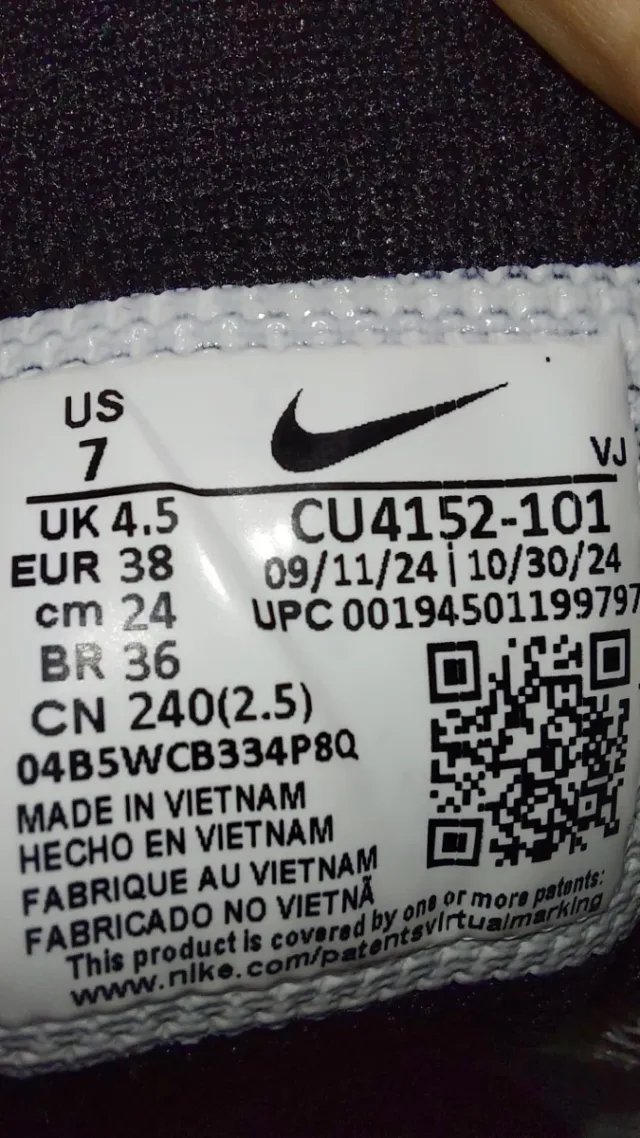 US
7
VJ
UK 4.5
EUR 38
cm 24
BR 36
CN 240(2.5)
04B5WCB334P8Q
CU4152-101
09/11/24 | 10/30/24
UPC 00194501199797
MADE IN VIETNAM
HECHO EN VIETNAM
FABRIQUE AU VIETNAM
FABRICADO NO VIETNÃ
This product is covered by one or more patents:
www.nike.com/patentsvirtualmarking